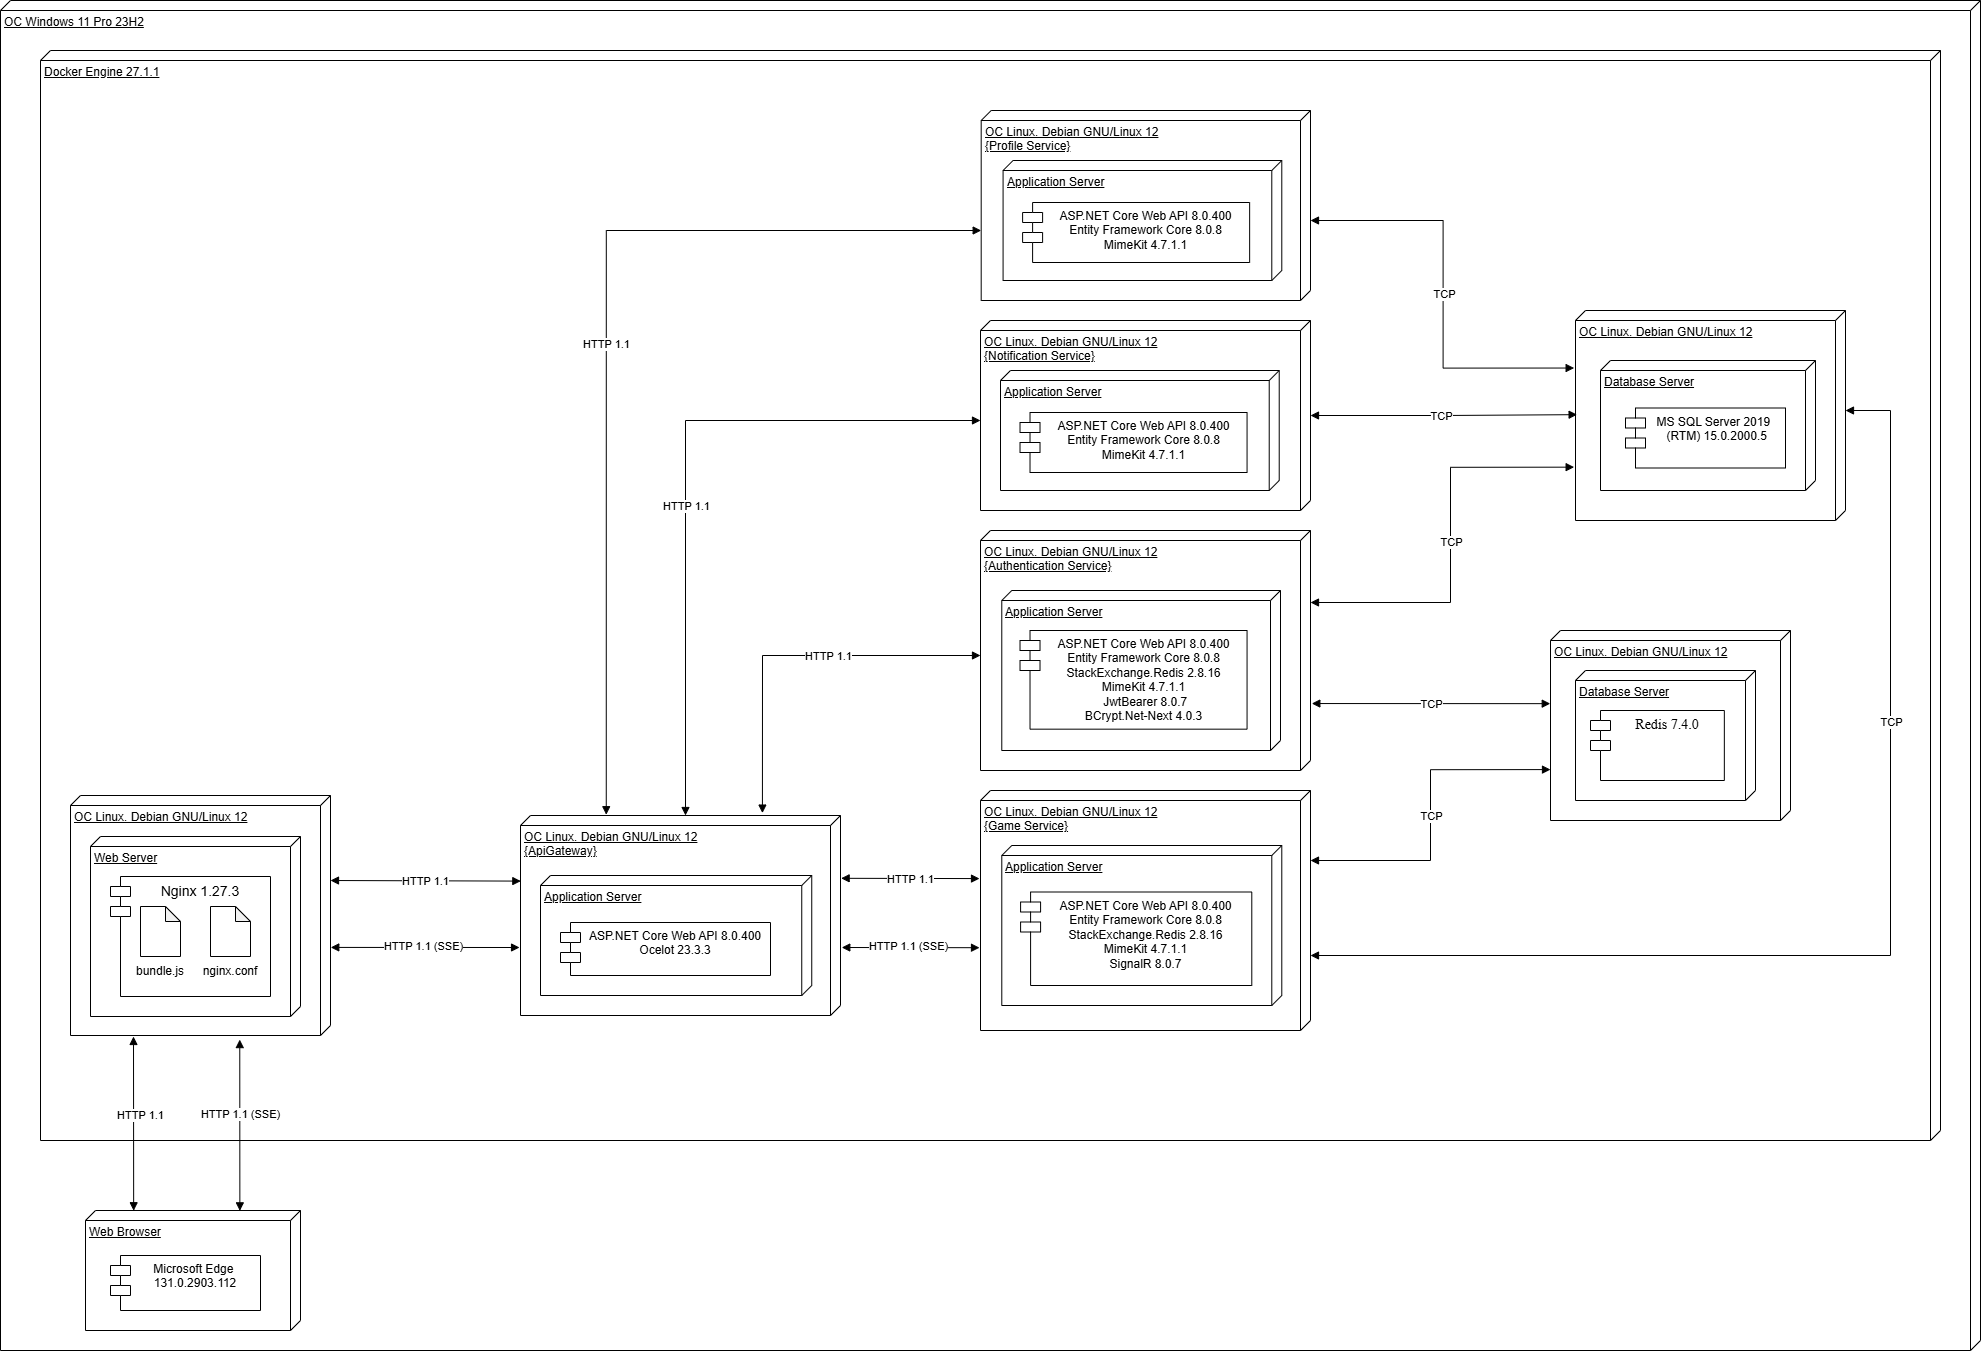 OC Windows 11 Pro 23H2
Docker Engine 27.1.1
OC Linux. Debian GNU/Linux 12
{Profile Service}
Application Server
ASP.NET Core Web API 8.0.400
Entity Framework Core 8.0.8
MimeKit 4.7.1.1
HTTP 1.1
TCP
OC Linux. Debian GNU/Linux 12
{Notification Service}
Application Server
ASP.NET Core Web API 8.0.400
Entity Framework Core 8.0.8
MimeKit 4.7.1.1
HTTP 1.1
TCP
OC Linux. Debian GNU/Linux 12
Database Server
MS SQL Server 2019
(RTM) 15.0.2000.5
OC Linux. Debian GNU/Linux 12
{Authentication Service}
Application Server
ASP.NET Core Web API 8.0.400
Entity Framework Core 8.0.8
StackExchange.Redis 2.8.16
MimeKit 4.7.1.1
JwtBearer 8.0.7
BCrypt.Net-Next 4.0.3
HTTP 1.1
TCP
TCP
OC Linux. Debian GNU/Linux 12
Database Server
Redis 7.4.0
TCP
TCP
OC Linux. Debian GNU/Linux 12
Web Server
Nginx 1.27.3
bundle.js
nginx.conf
HTTP 1.1
HTTP 1.1 (SSE)
OC Linux. Debian GNU/Linux 12
{ApiGateway}
Application Server
ASP.NET Core Web API 8.0.400
Ocelot 23.3.3
HTTP 1.1
HTTP 1.1 (SSE)
OC Linux. Debian GNU/Linux 12
{Game Service}
Application Server
ASP.NET Core Web API 8.0.400
Entity Framework Core 8.0.8
StackExchange.Redis 2.8.16
MimeKit 4.7.1.1
SignalR 8.0.7
HTTP 1.1
HTTP 1.1 (SSE)
Web Browser
Microsoft Edge
131.0.2903.112